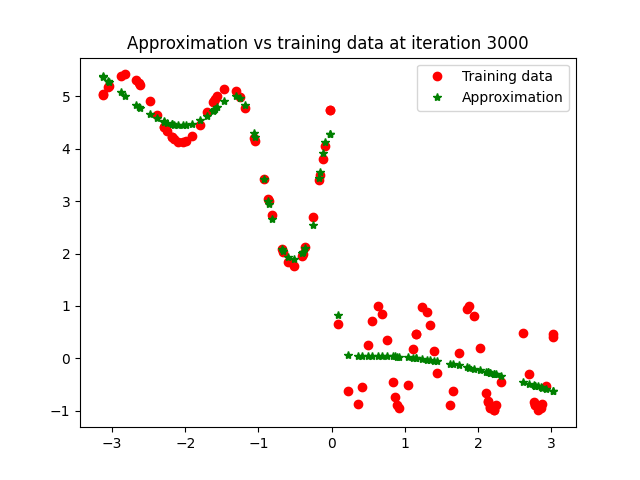 Approximation vs training data at iteration 3000
Training data
Approximation
5
4
3
2
1
0
−1
−3 −2 −1 0 1 2 3